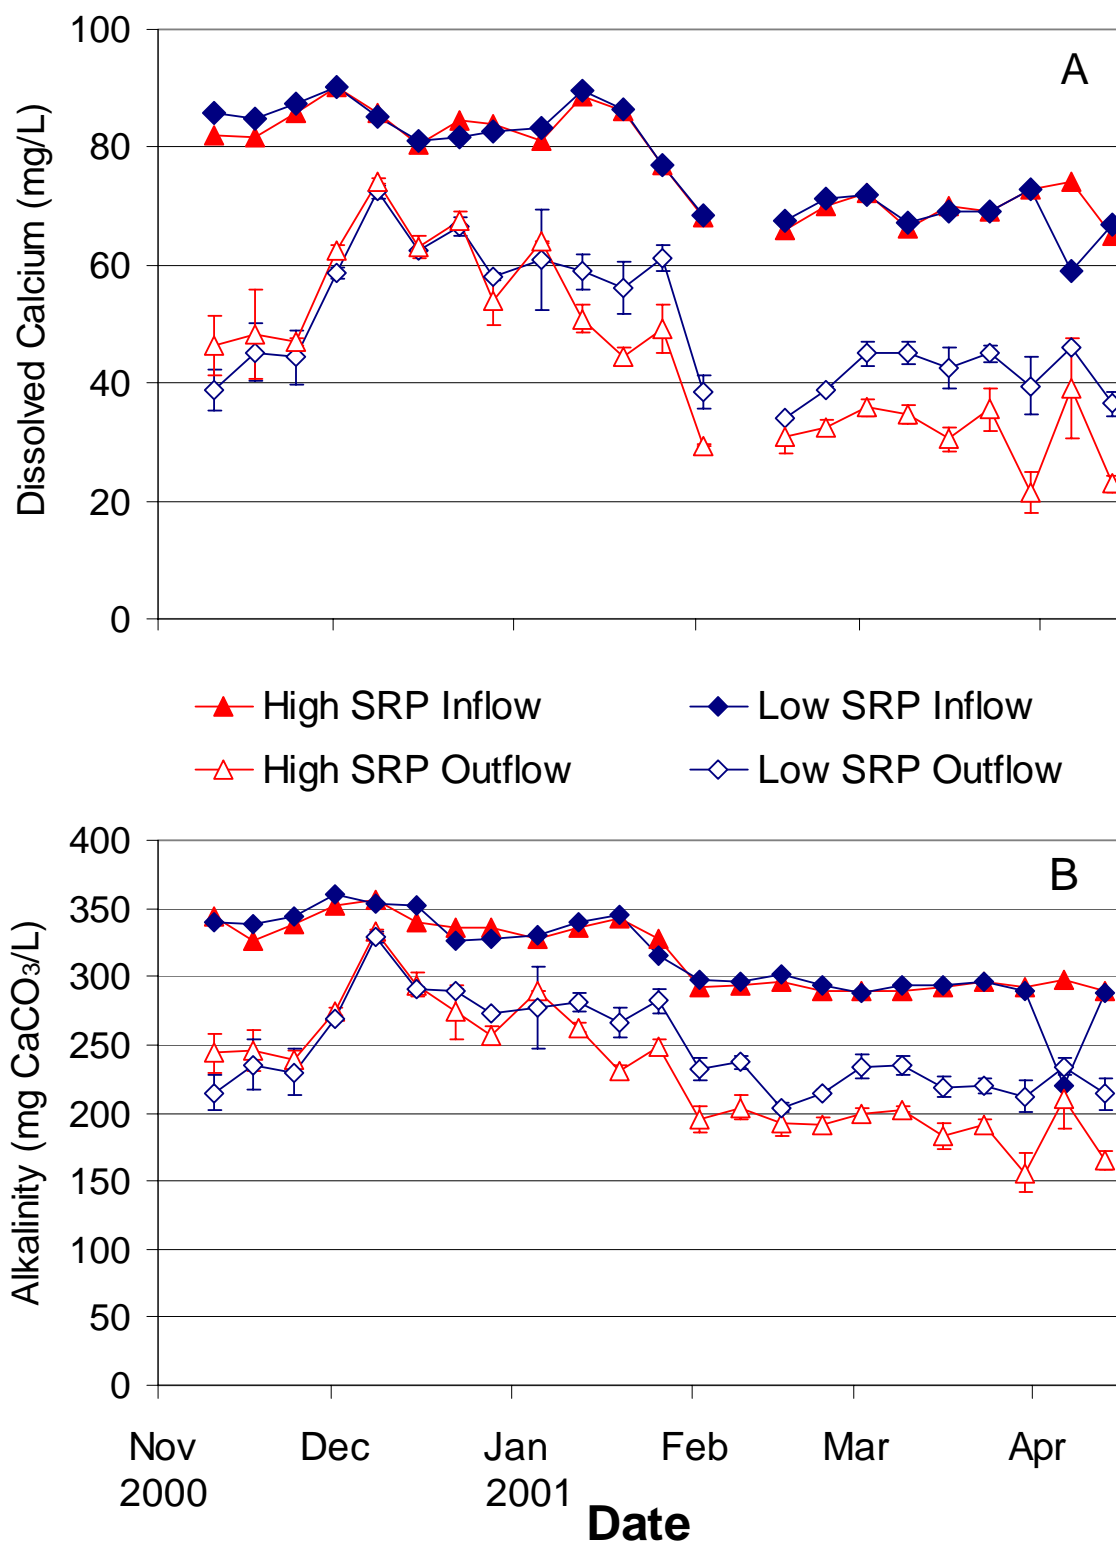 100
80
60
40
20
0
Dissolved Calcium (mg/L)
A
High SRP Inflow
Low SRP Inflow
High SRP Outflow
Low SRP Outflow
400
350
300
250
200
150
100
50
0
Alkalinity (mg CaCO₃/L)
B
Nov Dec Jan Feb Mar Apr
2000 2001
Date